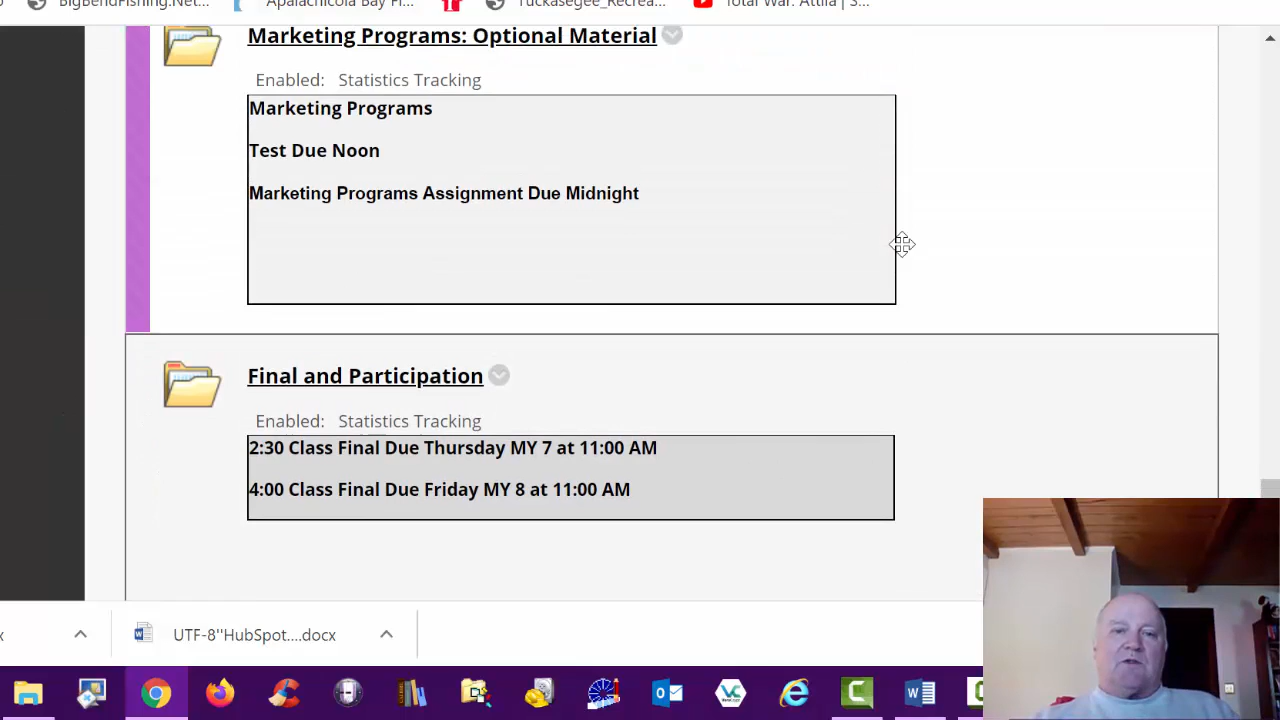 BigBendFishing.Net...
Apalachicola Bay Fi...
Tuckasegee_Recrea...
Total War: Attila | S...
Marketing Programs: Optional Material
Enabled: Statistics Tracking
Marketing Programs
Test Due Noon
Marketing Programs Assignment Due Midnight
Final and Participation
Enabled: Statistics Tracking
2:30 Class Final Due Thursday MY 7 at 11:00 AM
4:00 Class Final Due Friday MY 8 at 11:00 AM
x
UTF-8''HubSpot....docx